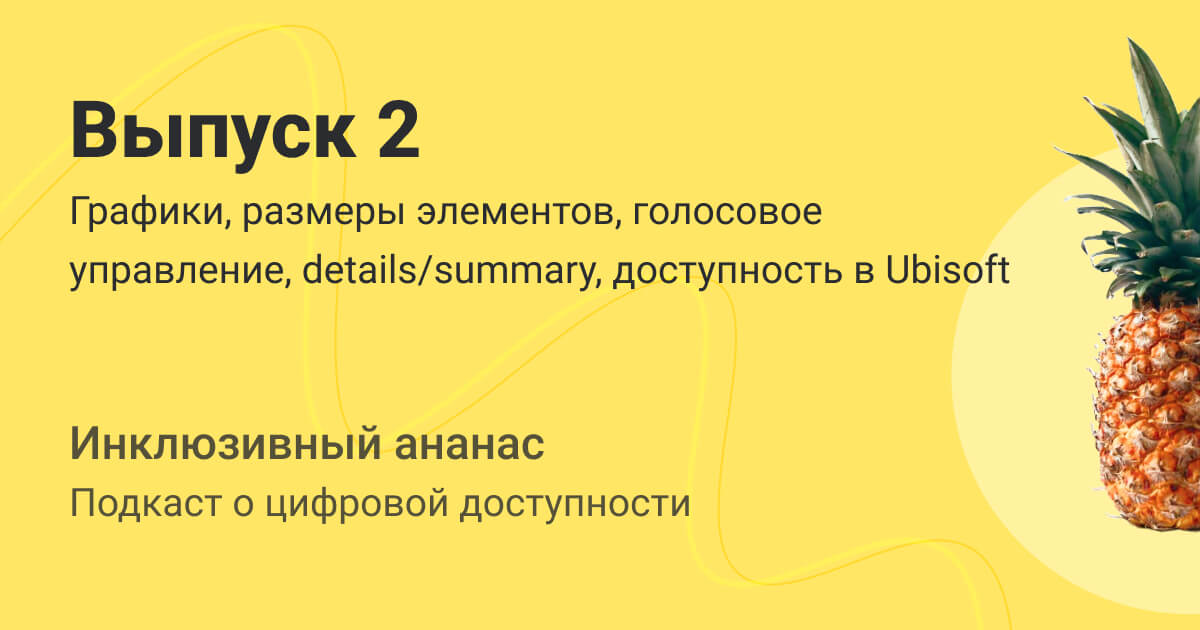 Выпуск 2
Графики, размеры элементов, голосовое
управление, details/summary, доступность в Ubisoft
Инклюзивный ананас
Подкаст о цифровой доступности